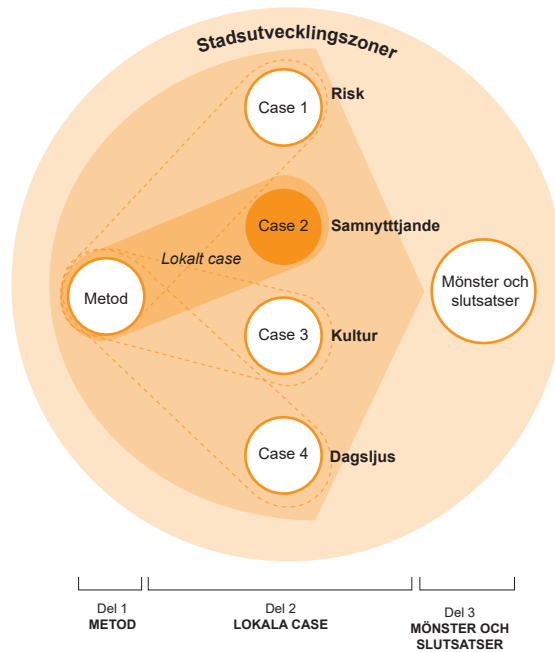 Stadsutvecklingszoner
Case 1
Risk
Case 2
Samnytttjande
Lokalt case
Metod
Mönster och
slutsatser
Case 3
Kultur
Case 4
Dagsljus
Del 1
METOD
Del 2
LOKALA CASE
Del 3
MÖNSTER OCH
SLUTSATSER